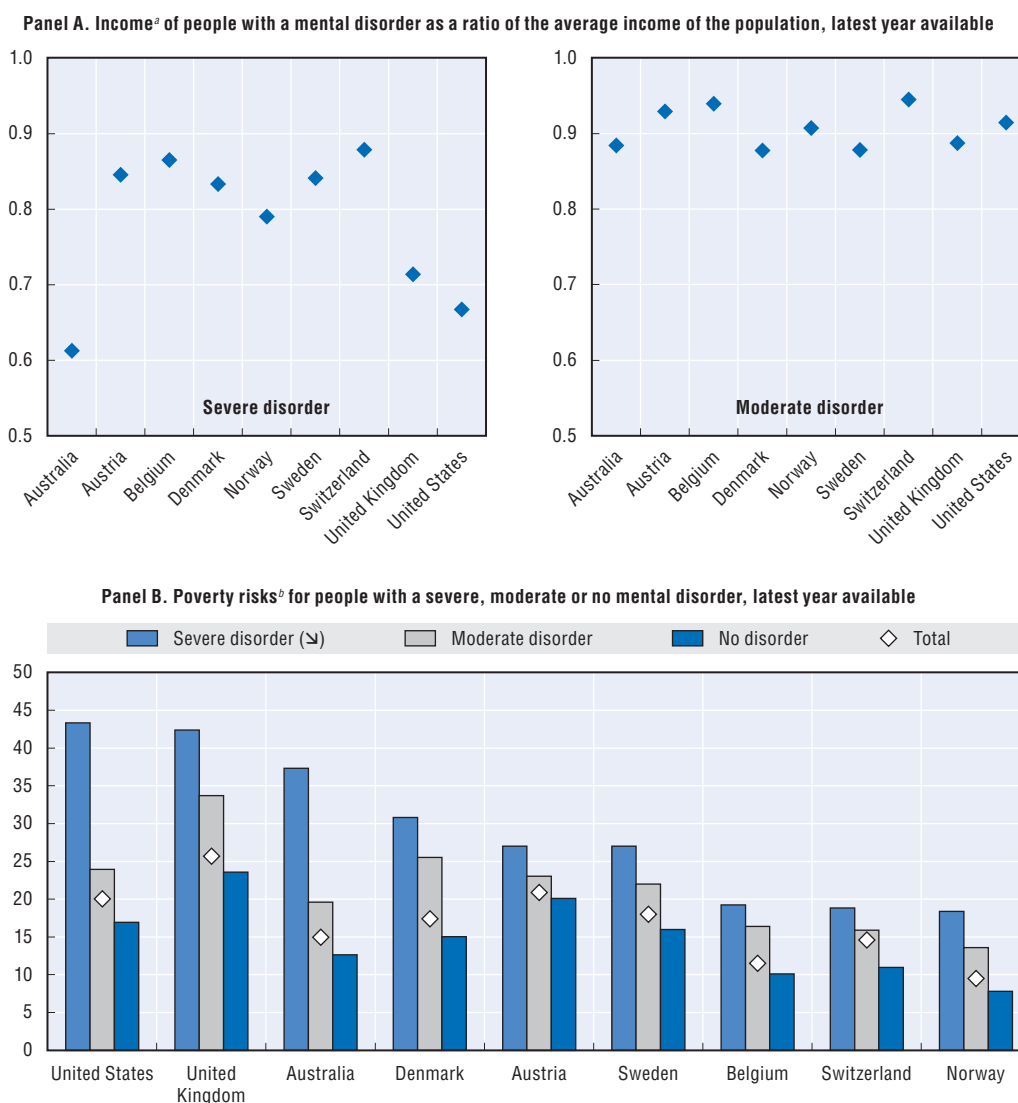 Panel A. Incomeᵃ of people with a mental disorder as a ratio of the average income of the population, latest year available
1.0
0.9
0.8
0.7
0.6
0.5
Severe disorder
Australia
Austria
Belgium
Denmark
Norway
Sweden
Switzerland
United Kingdom
United States
1.0
0.9
0.8
0.7
0.6
0.5
Moderate disorder
Australia
Austria
Belgium
Denmark
Norway
Sweden
Switzerland
United Kingdom
United States
Panel B. Poverty risksᵇ for people with a severe, moderate or no mental disorder, latest year available
Severe disorder (↘) Moderate disorder No disorder Total
50
45
40
35
30
25
20
15
10
5
0
United States United Kingdom Australia Denmark Austria Sweden Belgium Switzerland Norway